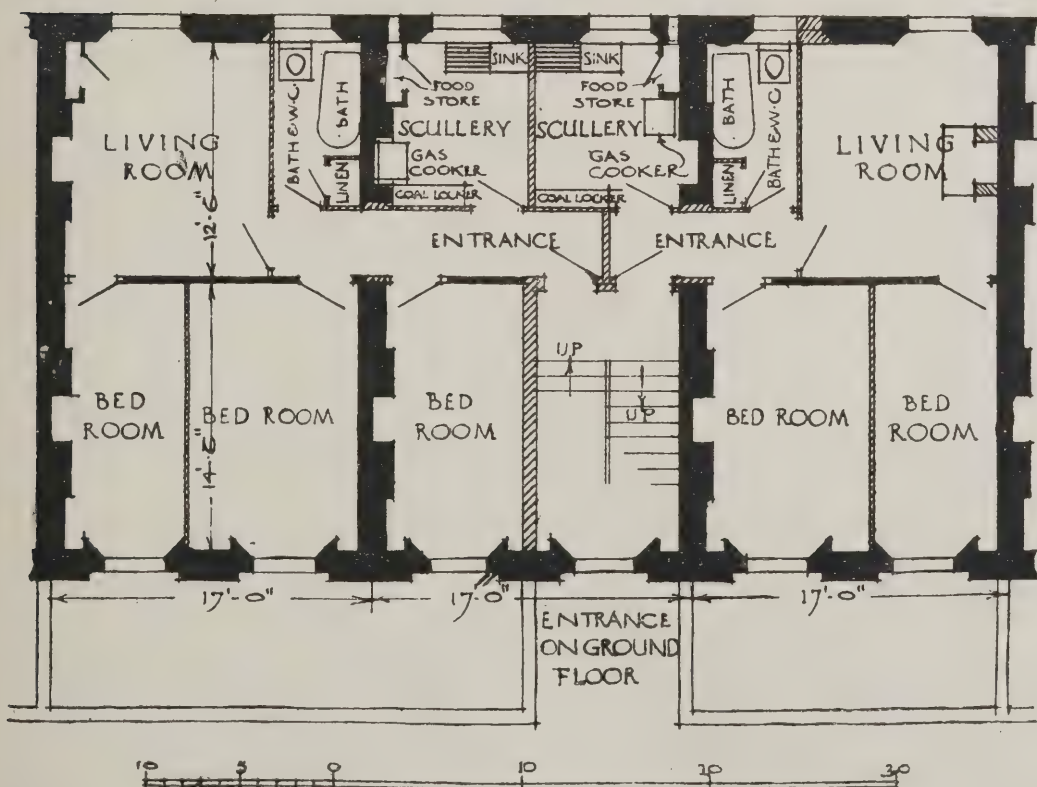 SINK
SINK
FOOD
STORE
FOOD
STORE
BATH
BATH
BATH & W·C
BATH & W·C
SCULLERY
SCULLERY
LIVING
ROOM
LIVING
ROOM
GAS
COOKER
GAS
COOKER
LINEN
LINEN
COAL LOCKER
COAL LOCKER
12'·6"
ENTRANCE
ENTRANCE
UP
UP
BED
ROOM
BED ROOM
BED
ROOM
BED ROOM
BED
ROOM
17'-0"
17'-0"
17'-0"
ENTRANCE
ON GROUND
FLOOR
10
5
0
10
20
30